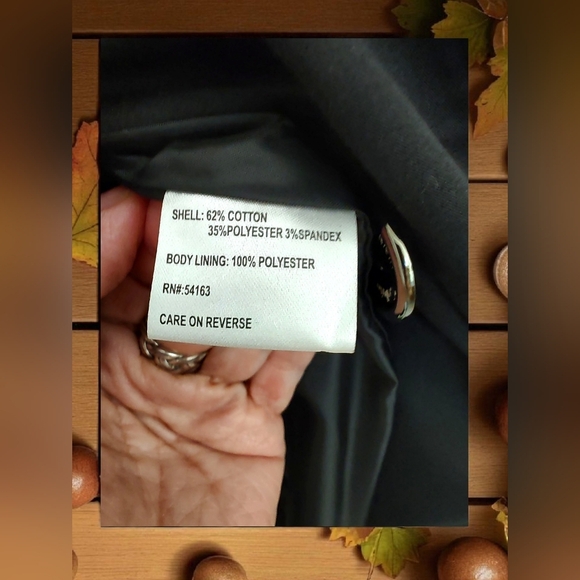 SHELL: 62% COTTON
35%POLYESTER 3%SPANDEX
BODY LINING: 100% POLYESTER
RN#:54163
CARE ON REVERSE